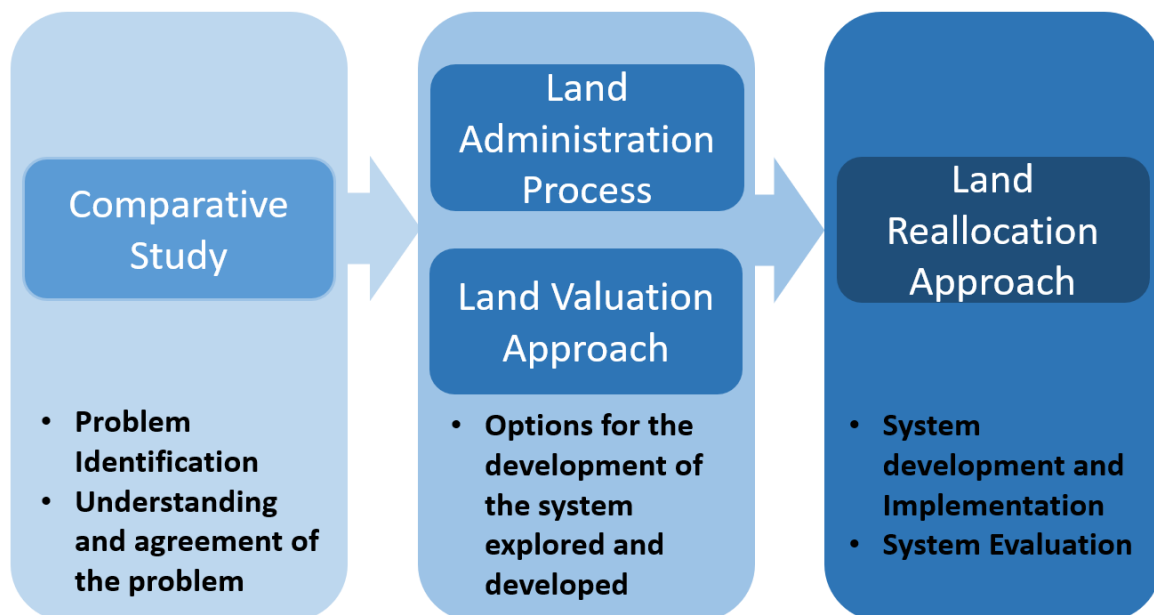 Comparative
Study
• Problem
Identification
• Understanding
and agreement of
the problem
Land
Administration
Process
Land Valuation
Approach
• Options for the
development of
the system
explored and
developed
Land
Reallocation
Approach
• System
development and
Implementation
• System Evaluation